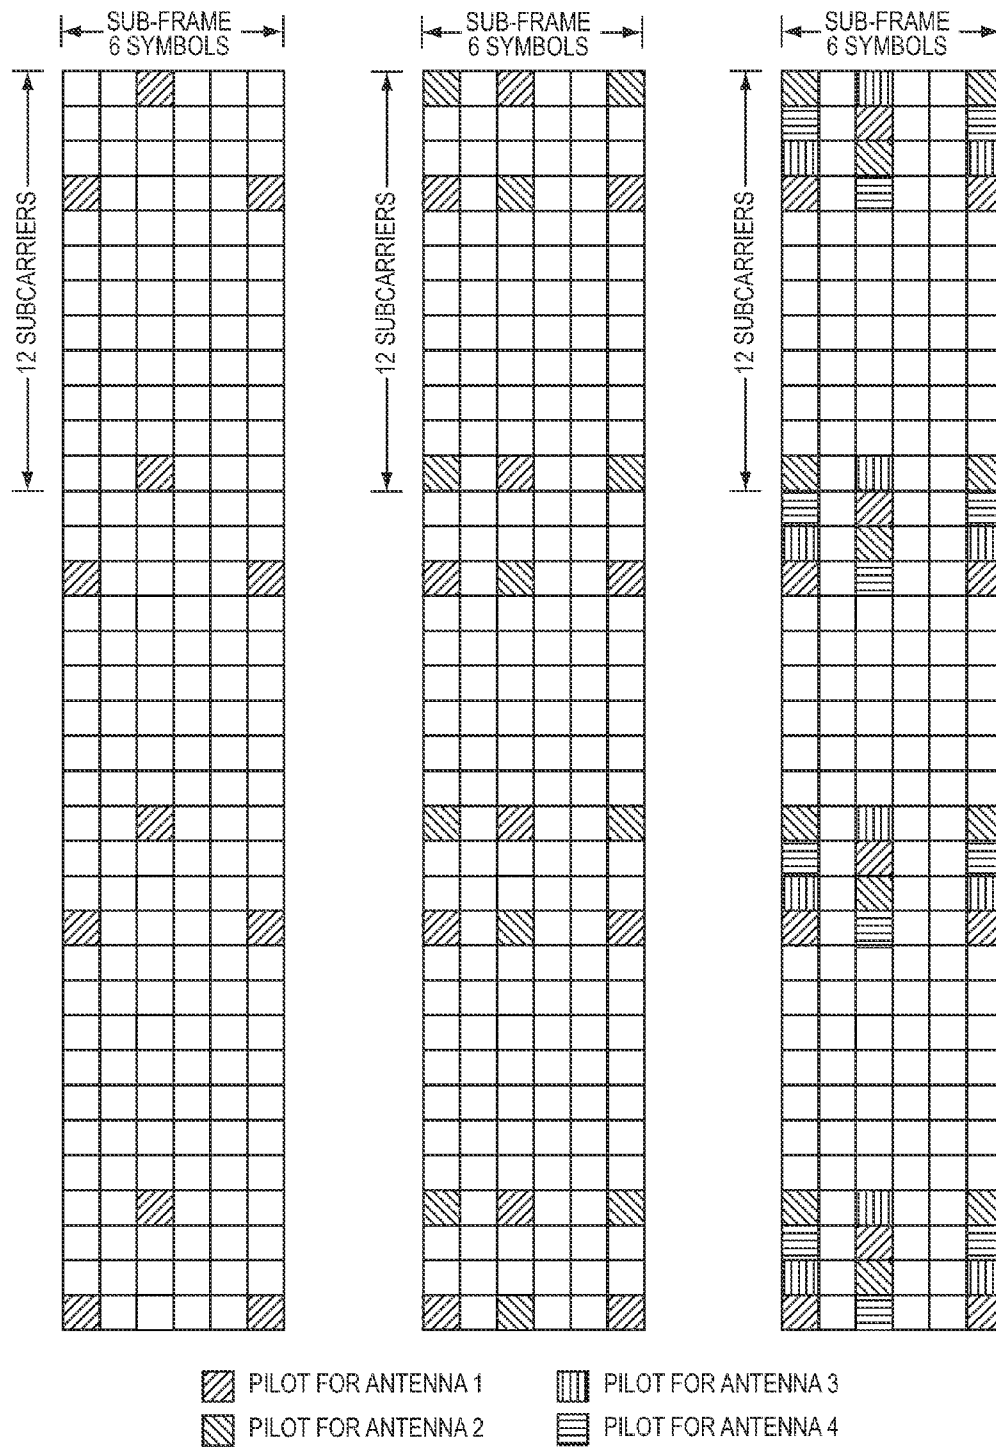 SUB-FRAME
6 SYMBOLS
SUB-FRAME
6 SYMBOLS
SUB-FRAME
6 SYMBOLS
12 SUBCARRIERS
12 SUBCARRIERS
12 SUBCARRIERS
PILOT FOR ANTENNA 1
PILOT FOR ANTENNA 3
PILOT FOR ANTENNA 2
PILOT FOR ANTENNA 4